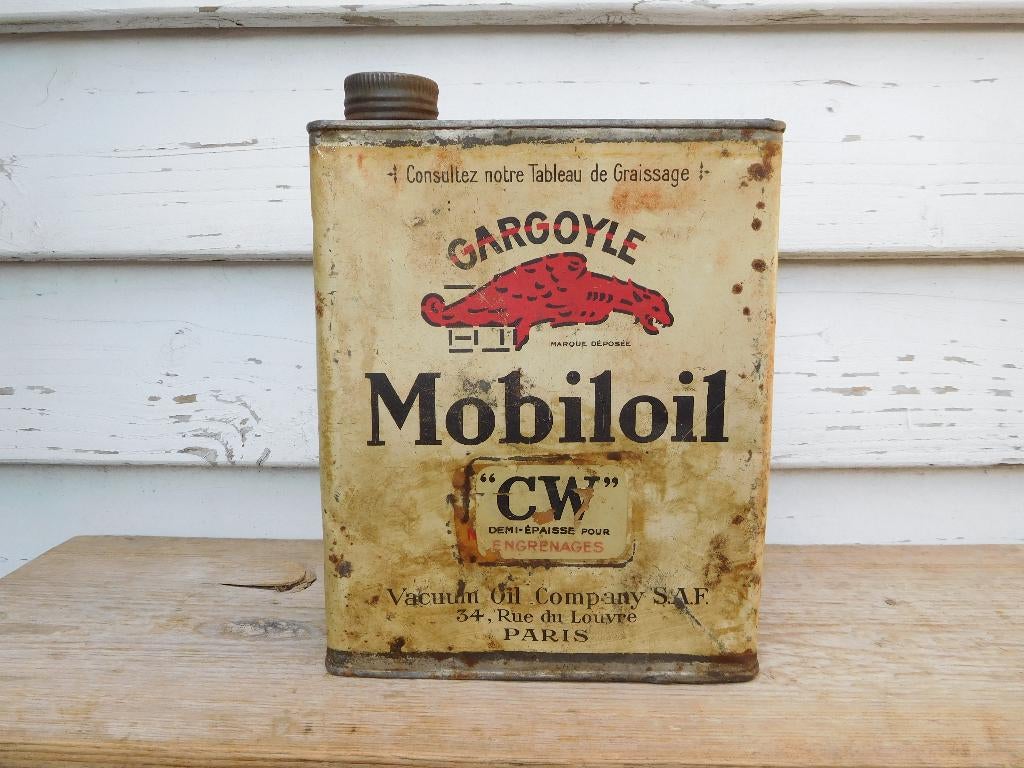 Consultez notre Tableau de Graissage
GARGOYLE
MARQUE DÉPOSÉE
Mobiloil
"CW"
DEMI-ÉPAISSE POUR
ENGRENAGES
Vacuum Oil Company S.A.F.
34, Rue du Louvre
PARIS